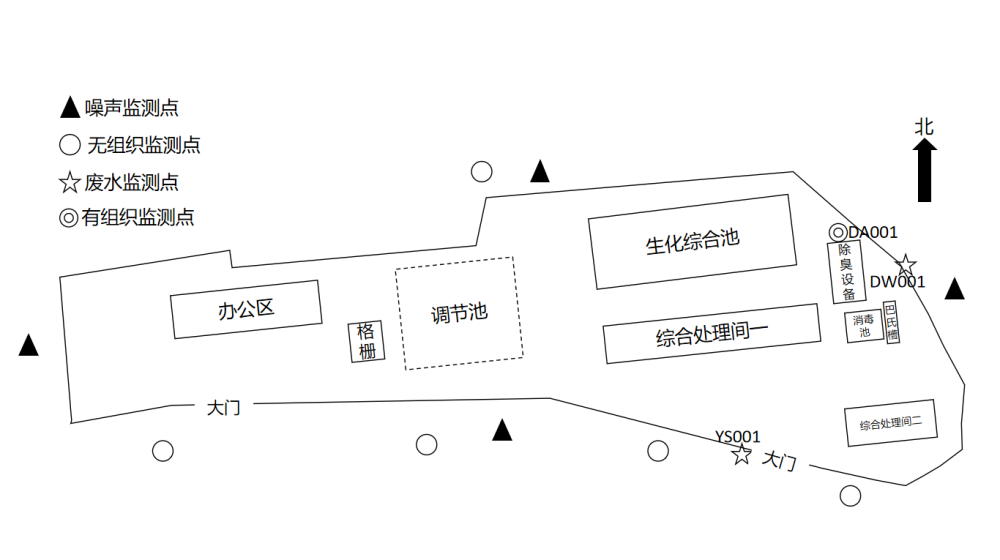 噪声监测点
无组织监测点
废水监测点
有组织监测点
北
生化综合池
DA001
除臭设备
DW001
办公区
格栅
调节池
综合处理间一
消毒池
巴氏槽
大门
综合处理间二
YS001
大门